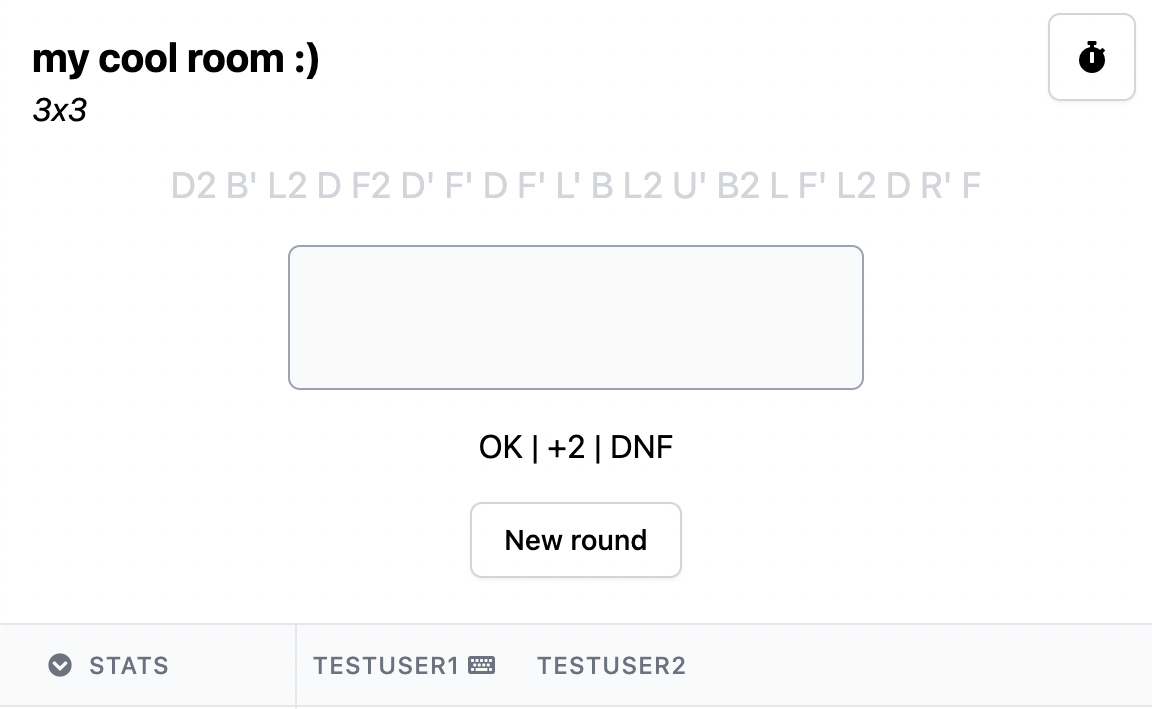 my cool room :)
3x3
D2 B' L2 D F2 D' F' D F' L' B L2 U' B2 L F' L2 D R' F
OK | +2 | DNF
New round
STATS TESTUSER1 TESTUSER2